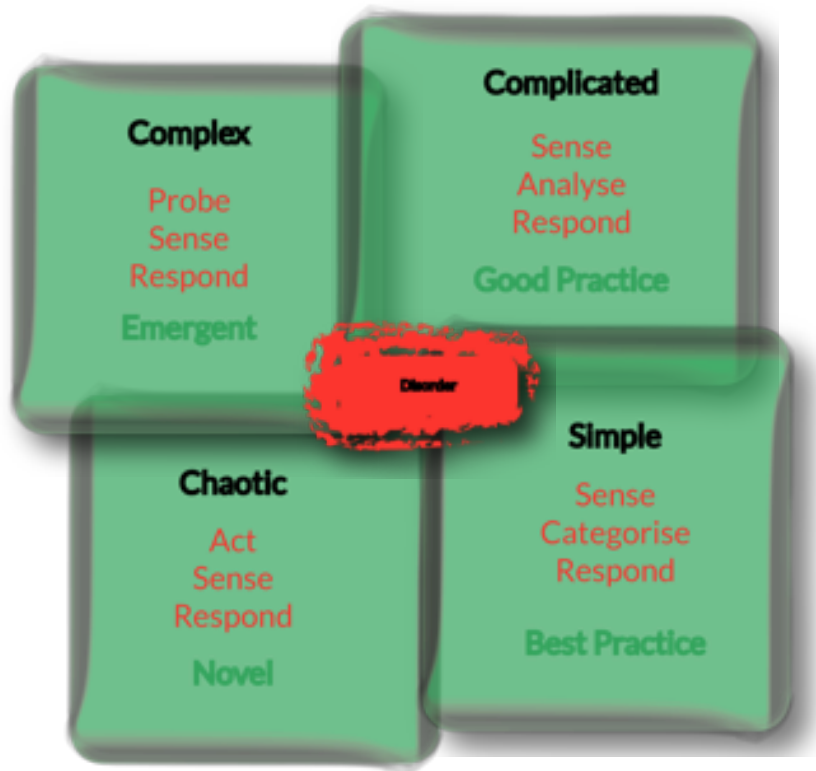 Complex
Probe
Sense
Respond
Emergent
Complicated
Sense
Analyse
Respond
Good Practice
Disorder
Chaotic
Act
Sense
Respond
Novel
Simple
Sense
Categorise
Respond
Best Practice